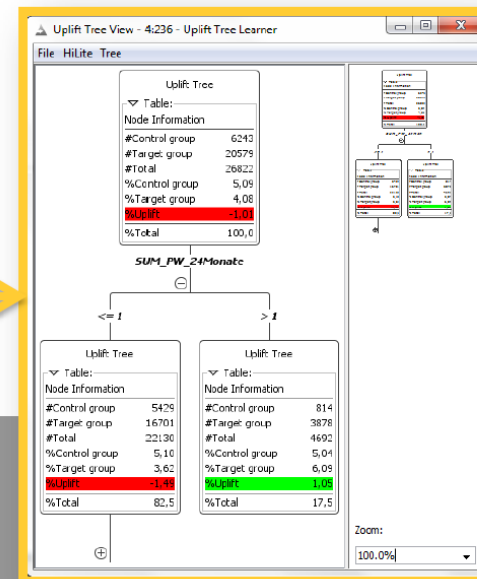 Uplift Tree View - 4:236 - Uplift Tree Learner
File HiLite Tree
Uplift Tree
Table:
Node Information
#Control group 6243
#Target group 20579
#Total 26822
%Control group 5,09
%Target group 4,08
%Uplift -1,01
%Total 100,0
SUM_PW_24Monate
<= 1
> 1
Uplift Tree
Table:
Node Information
#Control group 5429
#Target group 16701
#Total 22130
%Control group 5,10
%Target group 3,62
%Uplift -1,49
%Total 82,5
Uplift Tree
Table:
Node Information
#Control group 814
#Target group 3878
#Total 4692
%Control group 5,04
%Target group 6,09
%Uplift 1,05
%Total 17,5
Zoom:
100.0%